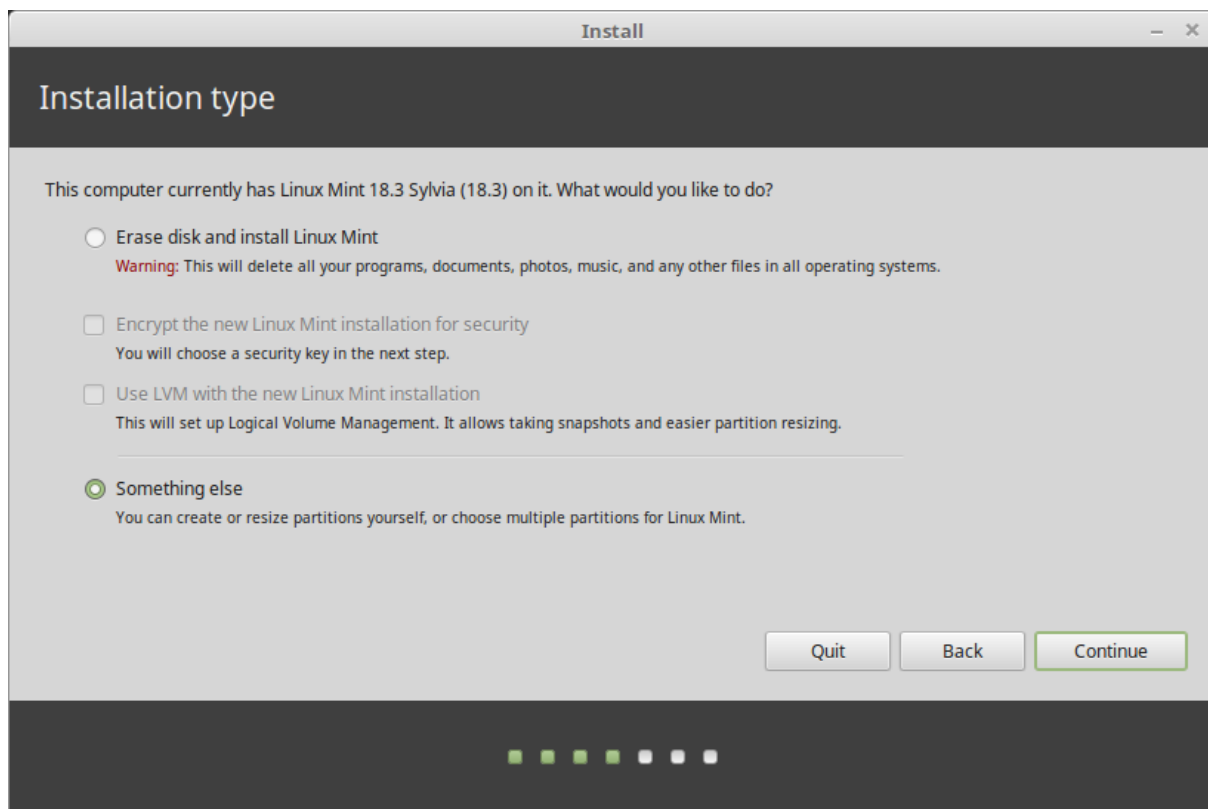 Install
Installation type
This computer currently has Linux Mint 18.3 Sylvia (18.3) on it. What would you like to do?
Erase disk and install Linux Mint
Warning: This will delete all your programs, documents, photos, music, and any other files in all operating systems.
Encrypt the new Linux Mint installation for security
You will choose a security key in the next step.
Use LVM with the new Linux Mint installation
This will set up Logical Volume Management. It allows taking snapshots and easier partition resizing.
Something else
You can create or resize partitions yourself, or choose multiple partitions for Linux Mint.
Quit Back Continue